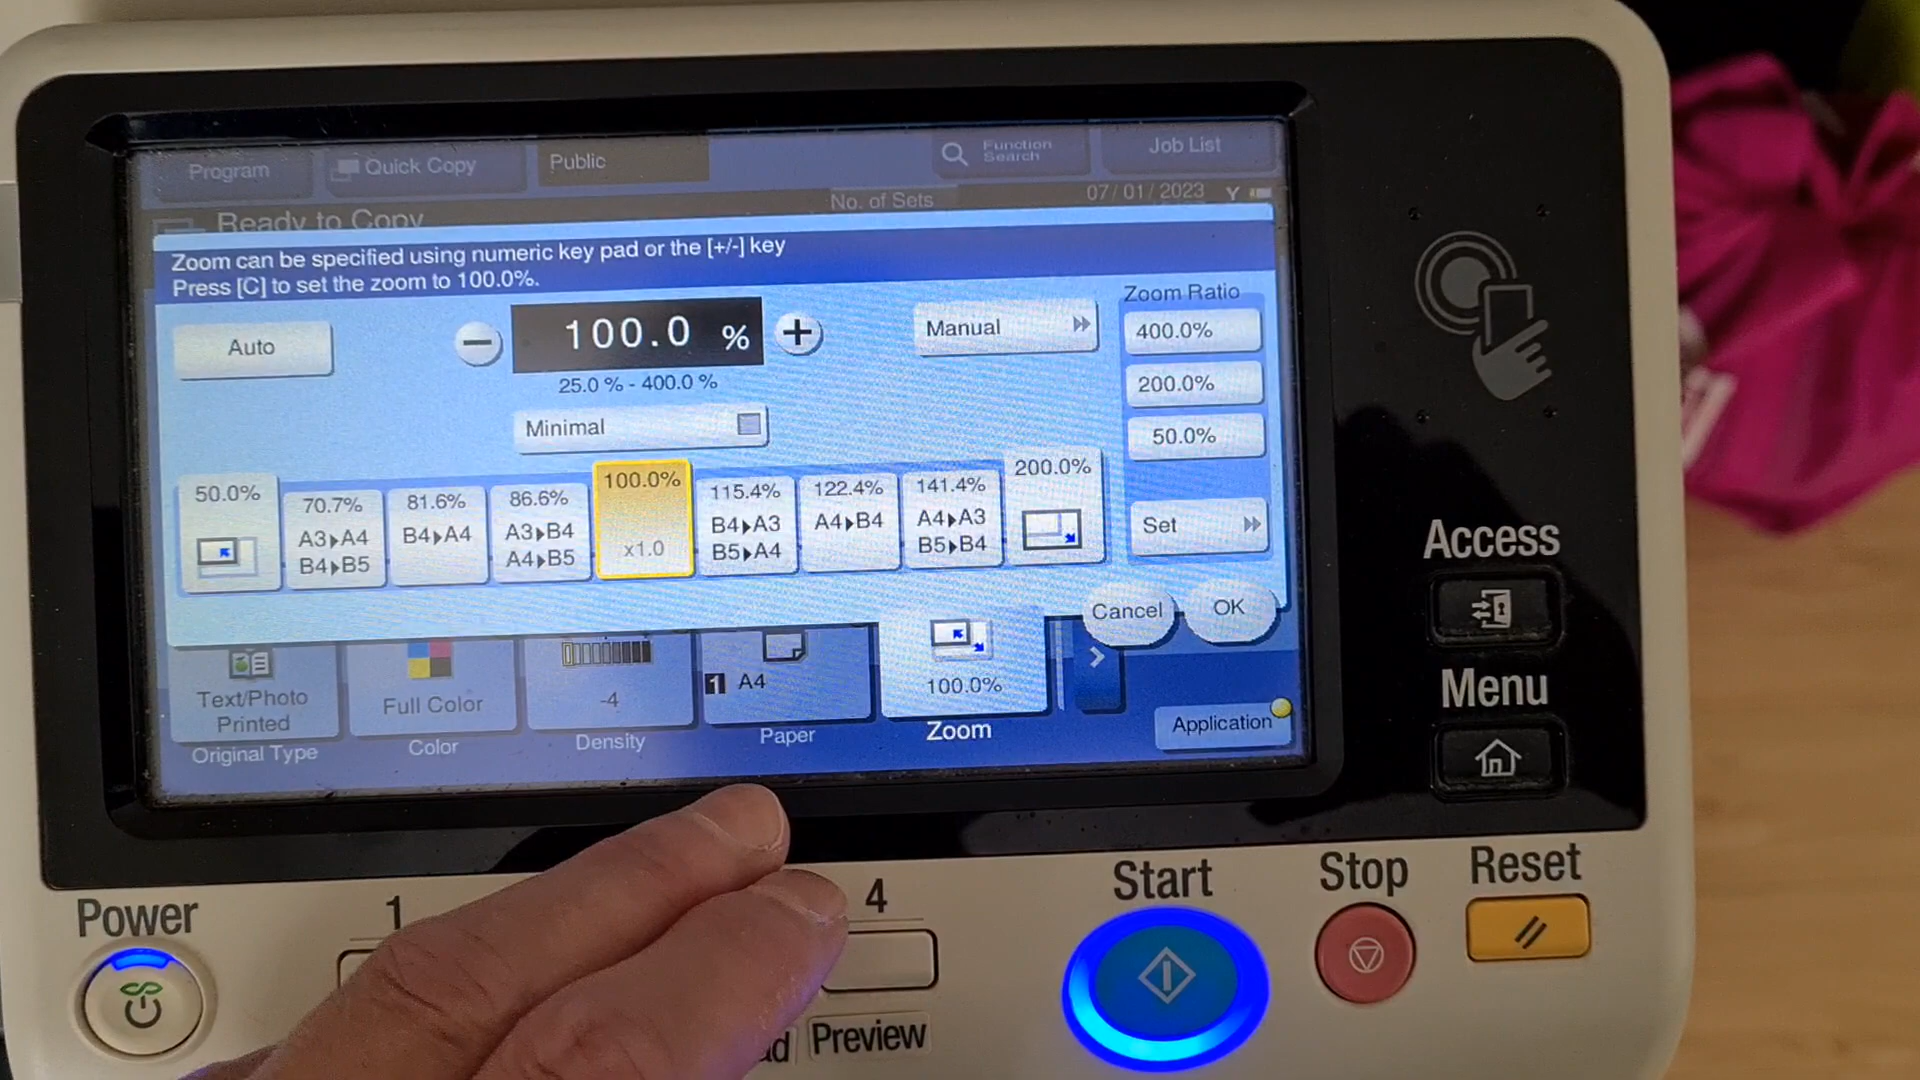 Program
Quick Copy
Public
Function
Search
Job List
Ready to Copy
No. of Sets
07/01/2023
Y
Zoom can be specified using numeric key pad or the [+/-] key
Press [C] to set the zoom to 100.0%.
Auto
−
100.0 %
+
25.0 % - 400.0 %
Minimal
Manual
Zoom Ratio
400.0%
200.0%
50.0%
Set
50.0%
70.7%
A3▸A4
B4▸B5
81.6%
B4▸A4
86.6%
A3▸B4
A4▸B5
100.0%
x1.0
115.4%
B4▸A3
B5▸A4
122.4%
A4▸B4
141.4%
A4▸A3
B5▸B4
200.0%
Cancel
OK
Text/Photo
Printed
Original Type
Full Color
Color
-4
Density
1 A4
Paper
100.0%
Zoom
Application
Access
Menu
Power
1
4
Preview
Start
Stop
Reset